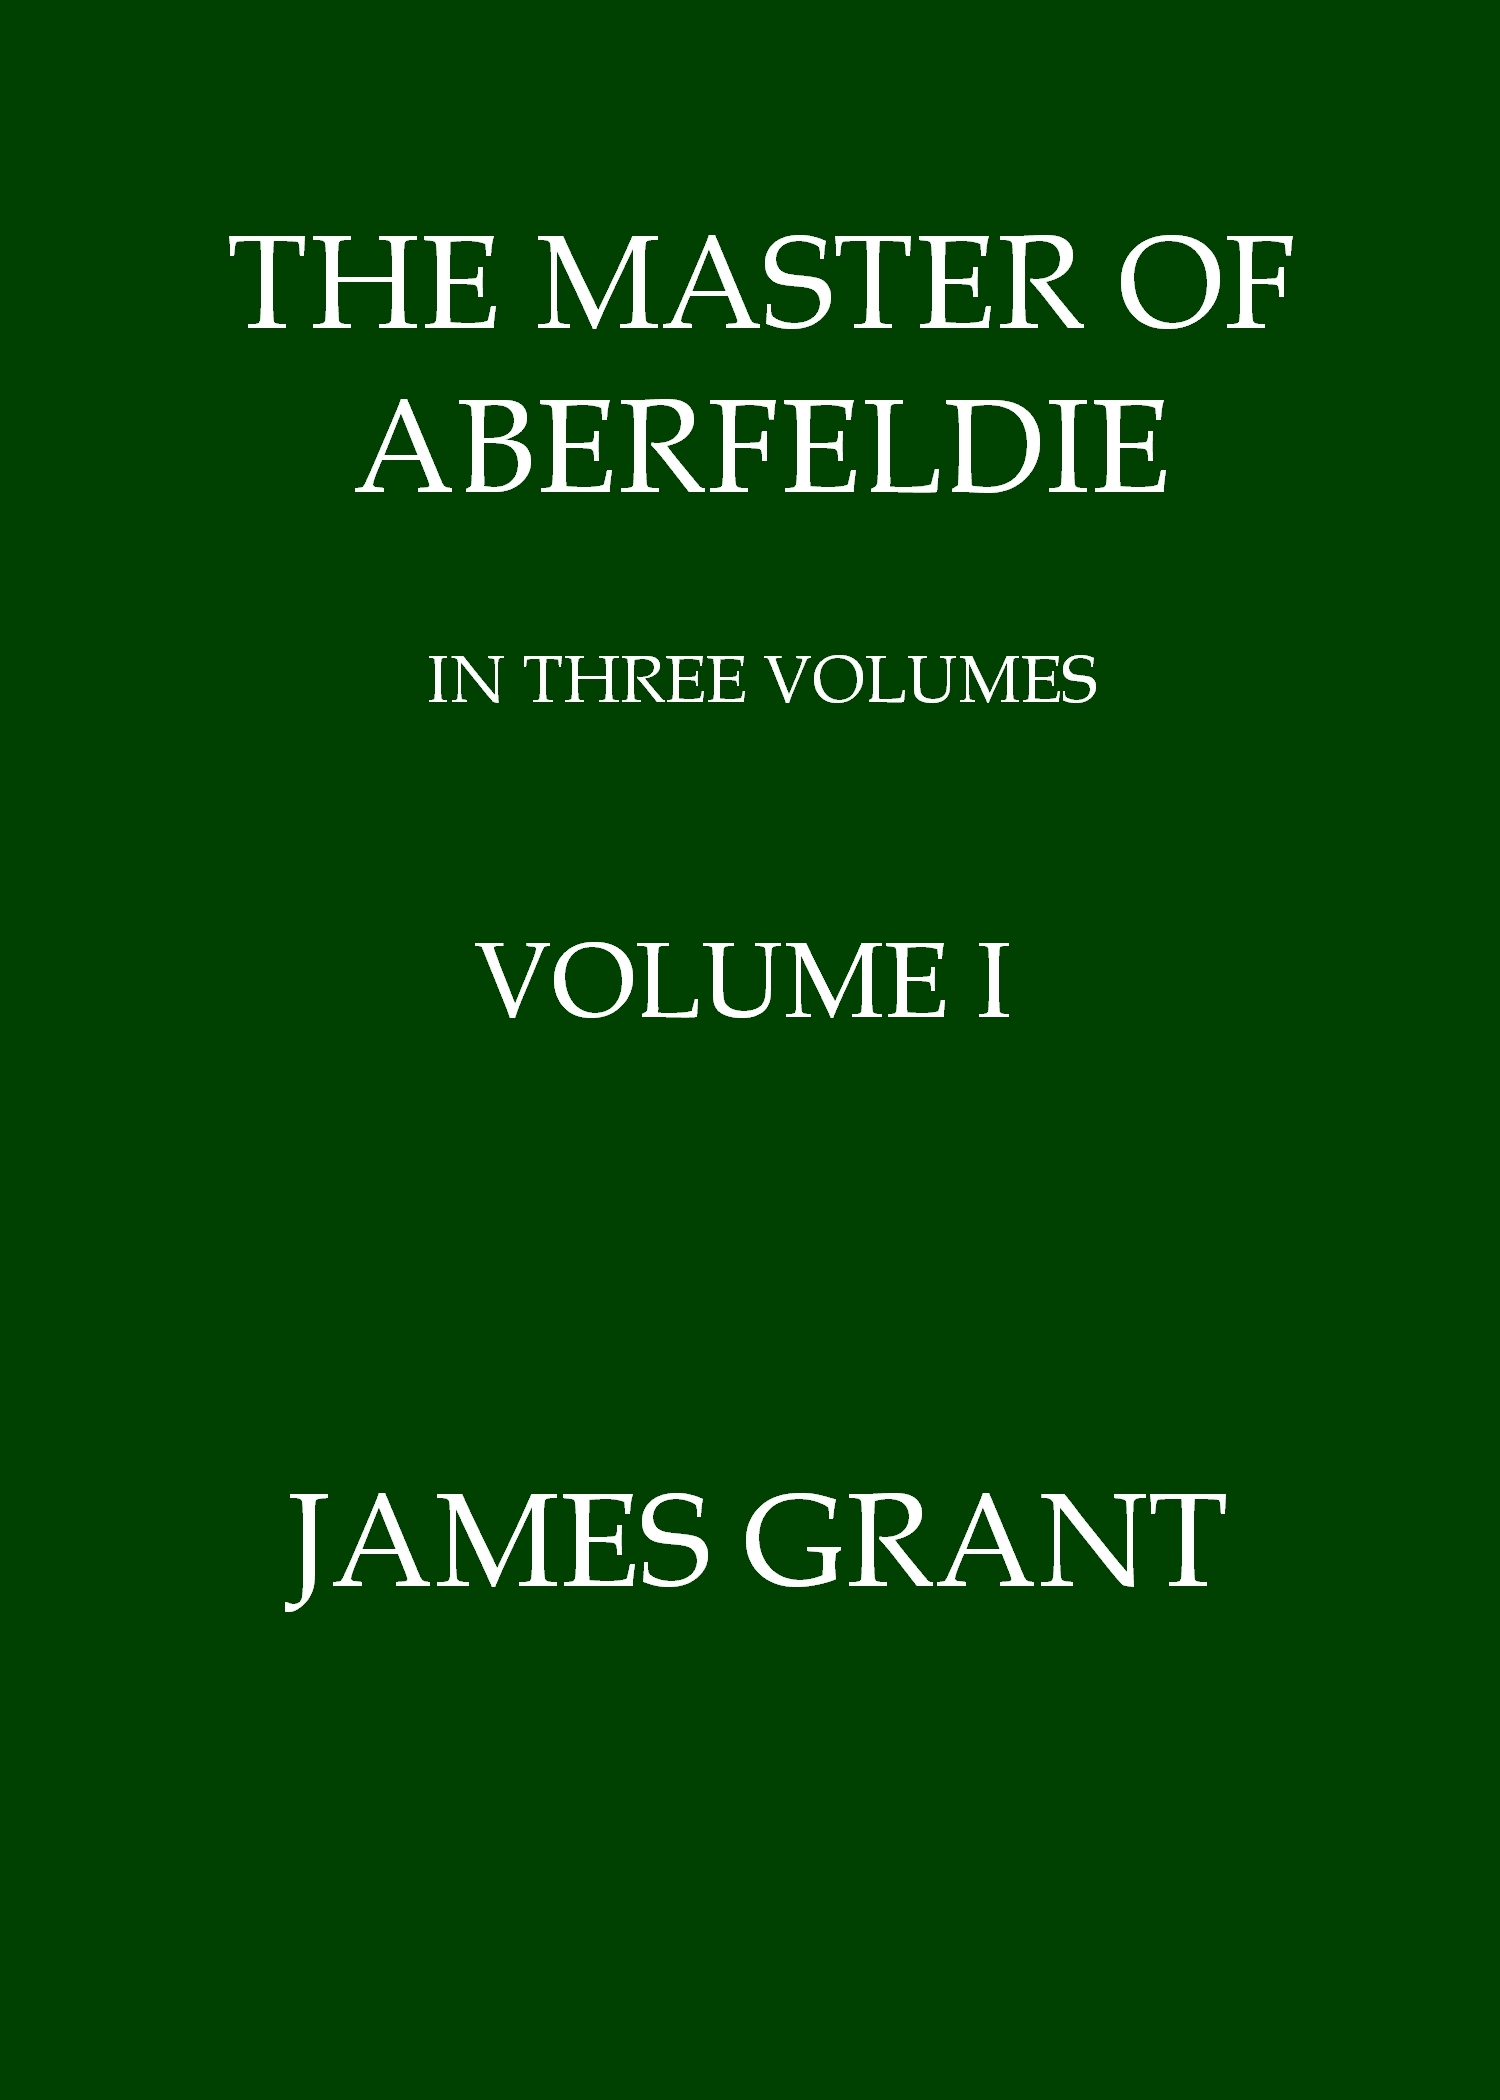 THE MASTER OF
ABERFELDIE
IN THREE VOLUMES
VOLUME I
JAMES GRANT